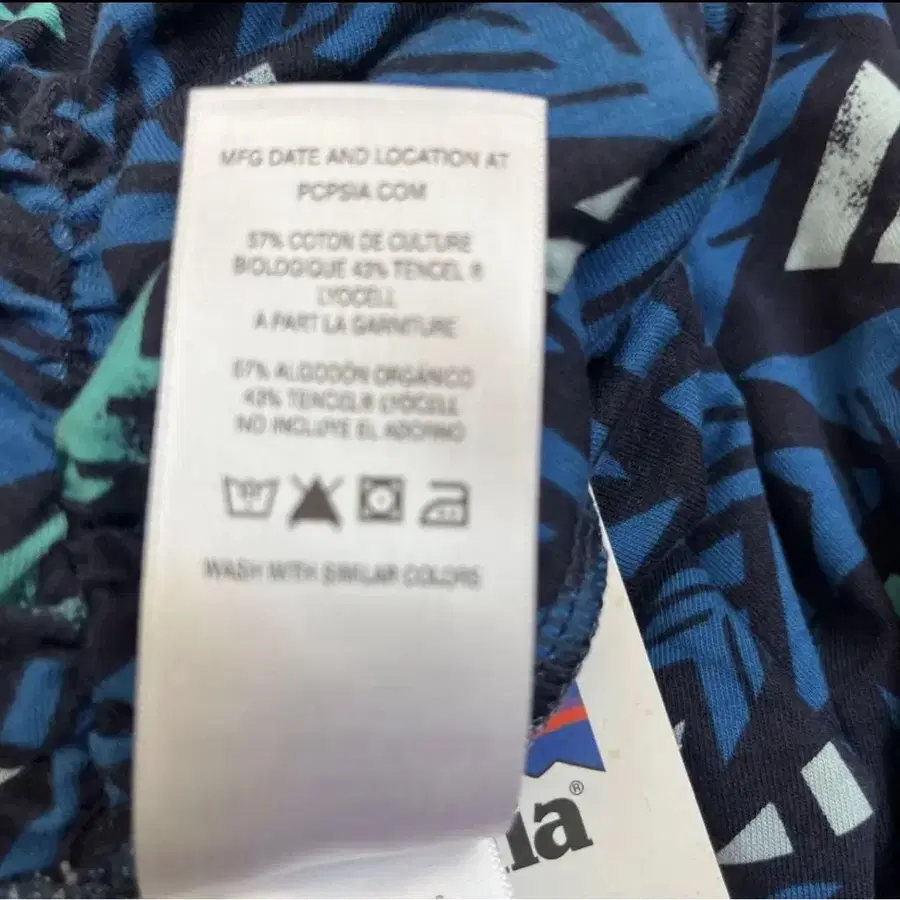 MFG DATE AND LOCATION AT
PCPSIA.COM
57% COTON DE CULTURE
BIOLOGIQUE 43% TENCEL ®
LYOCELL
A PART LA GARNITURE
57% ALGODÓN ORGÁNICO
43% TENCEL® LYOCELL
NO INCLUYE EL ADORNO
WASH WITH SIMILAR COLORS
ia®